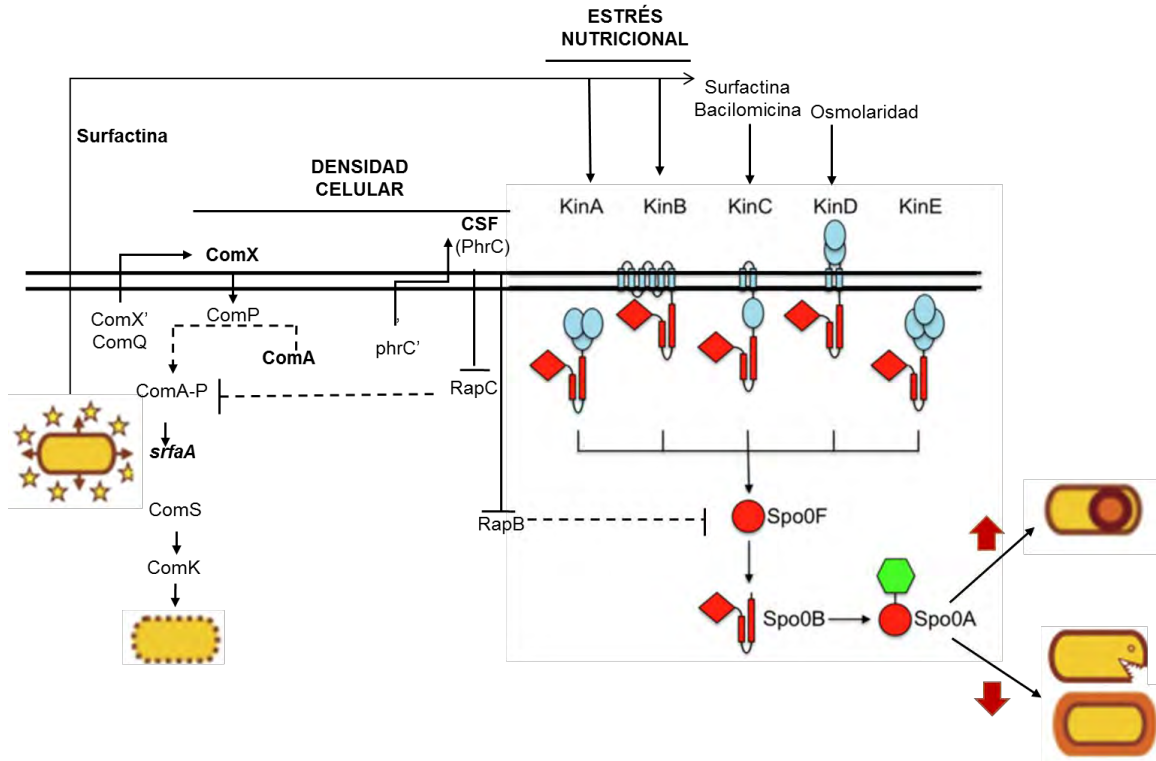 ESTRÉS
NUTRICIONAL
Surfactina
Bacilomicina
Osmolaridad
Surfactina
DENSIDAD
CELULAR
KinA
KinB
KinC
KinD
KinE
CSF
(PhrC)
ComX
ComX’
ComQ
ComP
ComA
phrC’
ComA-P
RapC
srfaA
ComS
RapB
Spo0F
ComK
Spo0B
Spo0A